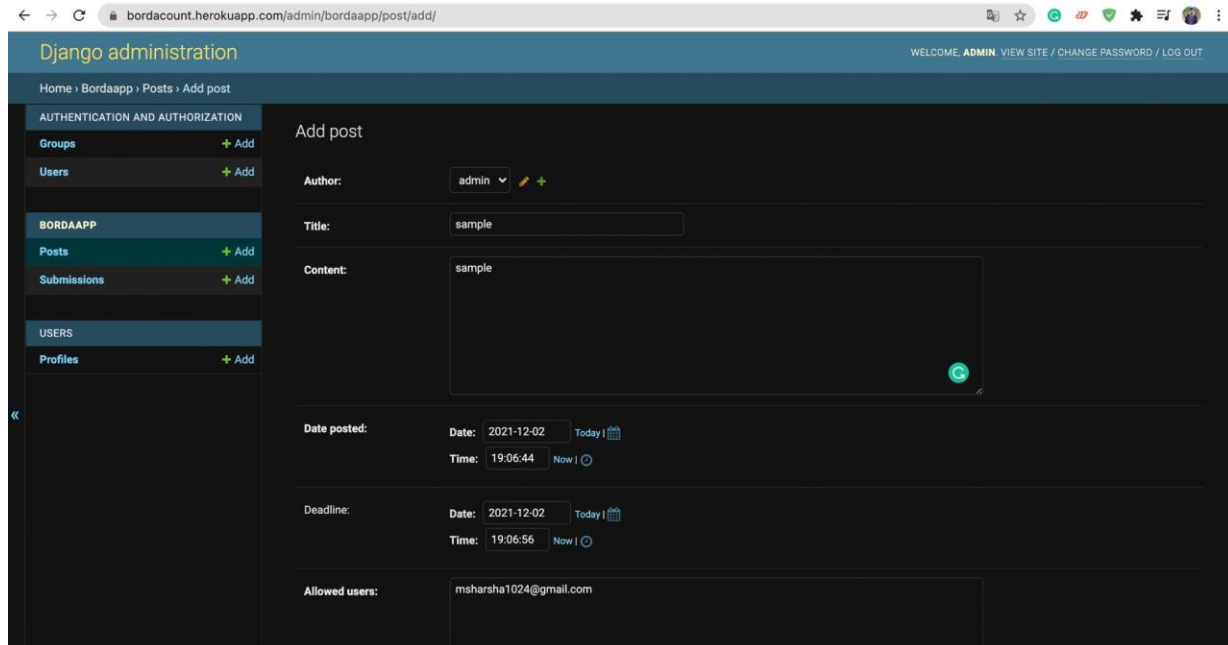 bordacount.herokuapp.com/admin/bordaapp/post/add/
Django administration
WELCOME, ADMIN. VIEW SITE / CHANGE PASSWORD / LOG OUT
Home › Bordaapp › Posts › Add post
AUTHENTICATION AND AUTHORIZATION
Groups + Add
Users + Add
BORDAAPP
Posts + Add
Submissions + Add
USERS
Profiles + Add
«
Add post
Author: admin
Title: sample
Content: sample
Date posted: Date: 2021-12-02 Today |
Time: 19:06:44 Now |
Deadline: Date: 2021-12-02 Today |
Time: 19:06:56 Now |
Allowed users: msharsha1024@gmail.com